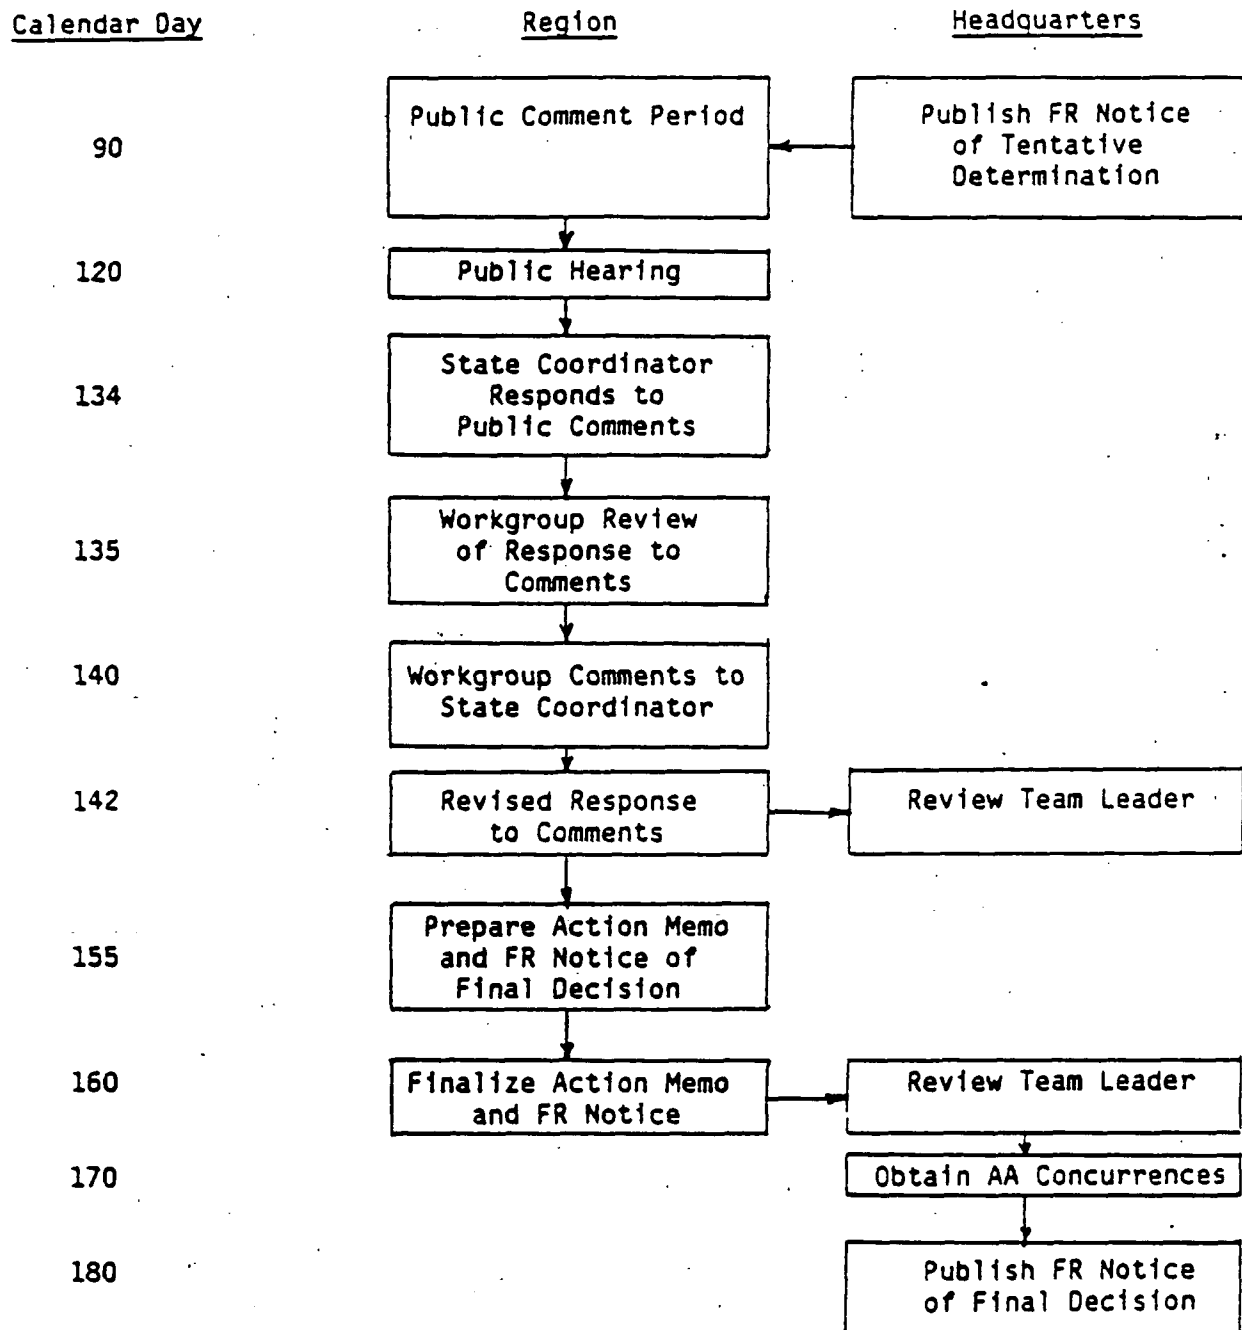 Calendar Day
Region
Headquarters
90
Public Comment Period
Publish FR Notice
of Tentative
Determination
120
Public Hearing
134
State Coordinator
Responds to
Public Comments
135
Workgroup Review
of Response to
Comments
140
Workgroup Comments to
State Coordinator
142
Revised Response
to Comments
Review Team Leader
155
Prepare Action Memo
and FR Notice of
Final Decision
160
Finalize Action Memo
and FR Notice
Review Team Leader
170
Obtain AA Concurrences
180
Publish FR Notice
of Final Decision